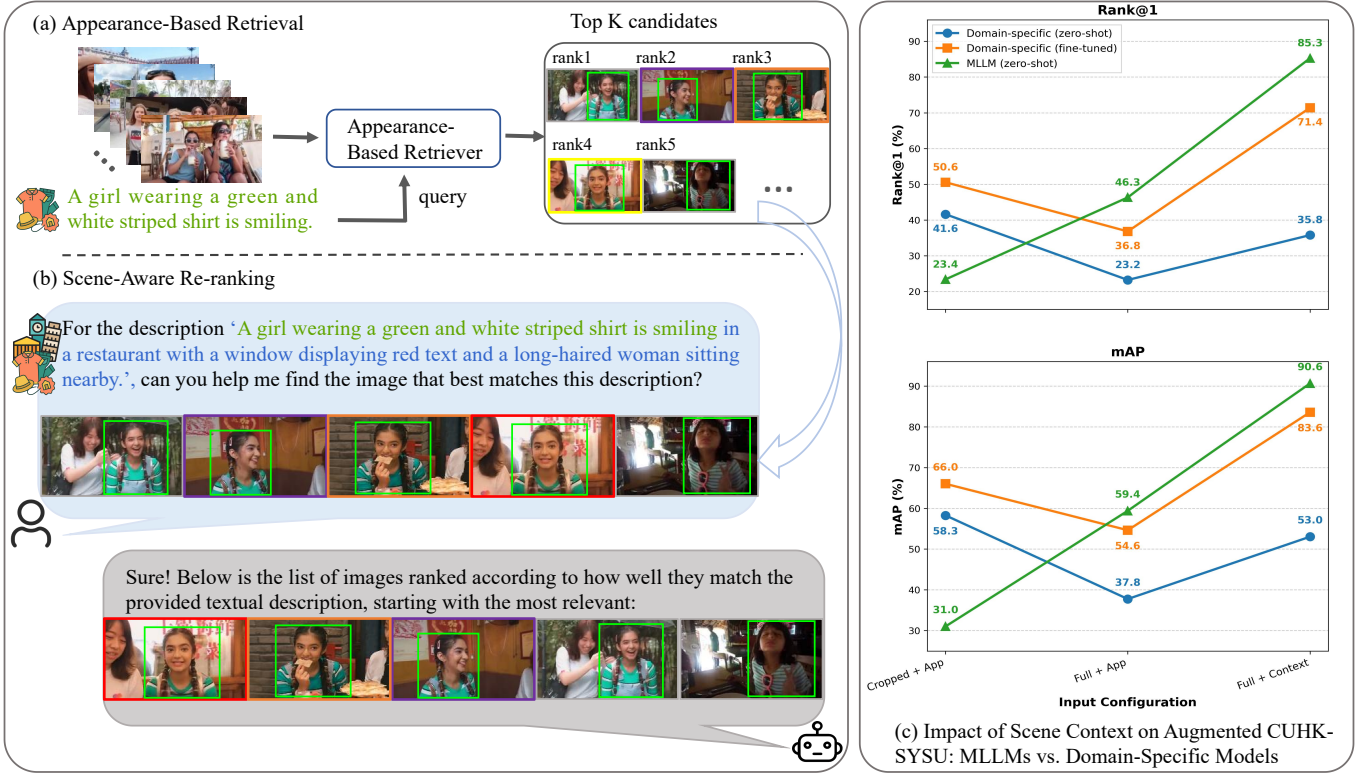 (a) Appearance-Based Retrieval
Top K candidates
rank1 rank2 rank3
Appearance-
Based Retriever
rank4 rank5
A girl wearing a green and
white striped shirt is smiling.
query
(b) Scene-Aware Re-ranking
For the description ‘A girl wearing a green and white striped shirt is smiling in
a restaurant with a window displaying red text and a long-haired woman sitting
nearby.’, can you help me find the image that best matches this description?
Sure! Below is the list of images ranked according to how well they match the
provided textual description, starting with the most relevant:
Rank@1
Domain-specific (zero-shot)
Domain-specific (fine-tuned)
MLLM (zero-shot)
Rank@1 (%)
90
80
70
60
50
40
30
20
50.6
41.6
23.4
46.3
36.8
23.2
85.3
71.4
35.8
mAP
mAP (%)
90
80
70
60
50
40
30
66.0
58.3
31.0
59.4
54.6
37.8
90.6
83.6
53.0
Cropped + App
Full + App
Full + Context
Input Configuration
(c) Impact of Scene Context on Augmented CUHK-
SYSU: MLLMs vs. Domain-Specific Models